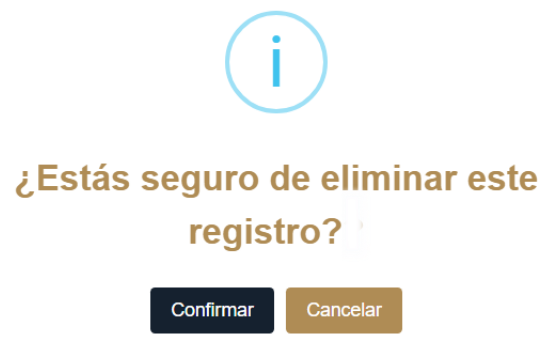 ¿Estás seguro de eliminar este
registro?
Confirmar Cancelar